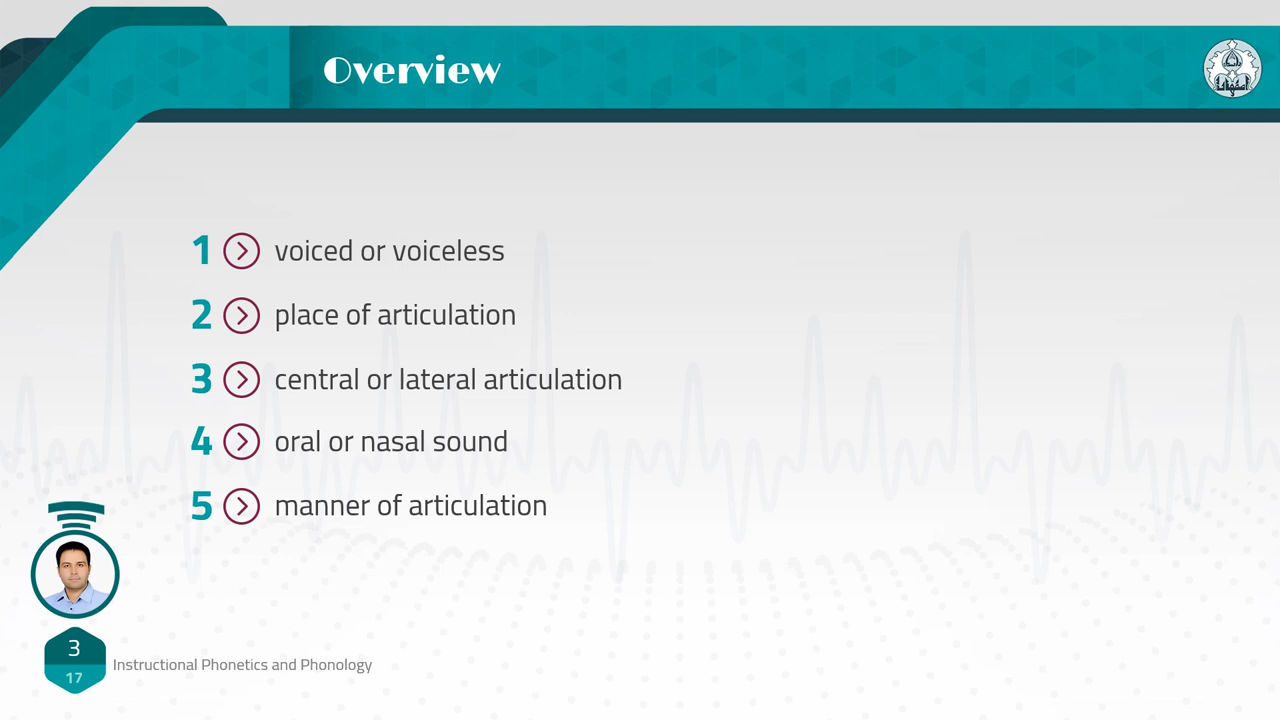 Overview
اصفهان
1 voiced or voiceless
2 place of articulation
3 central or lateral articulation
4 oral or nasal sound
5 manner of articulation
3
17
Instructional Phonetics and Phonology